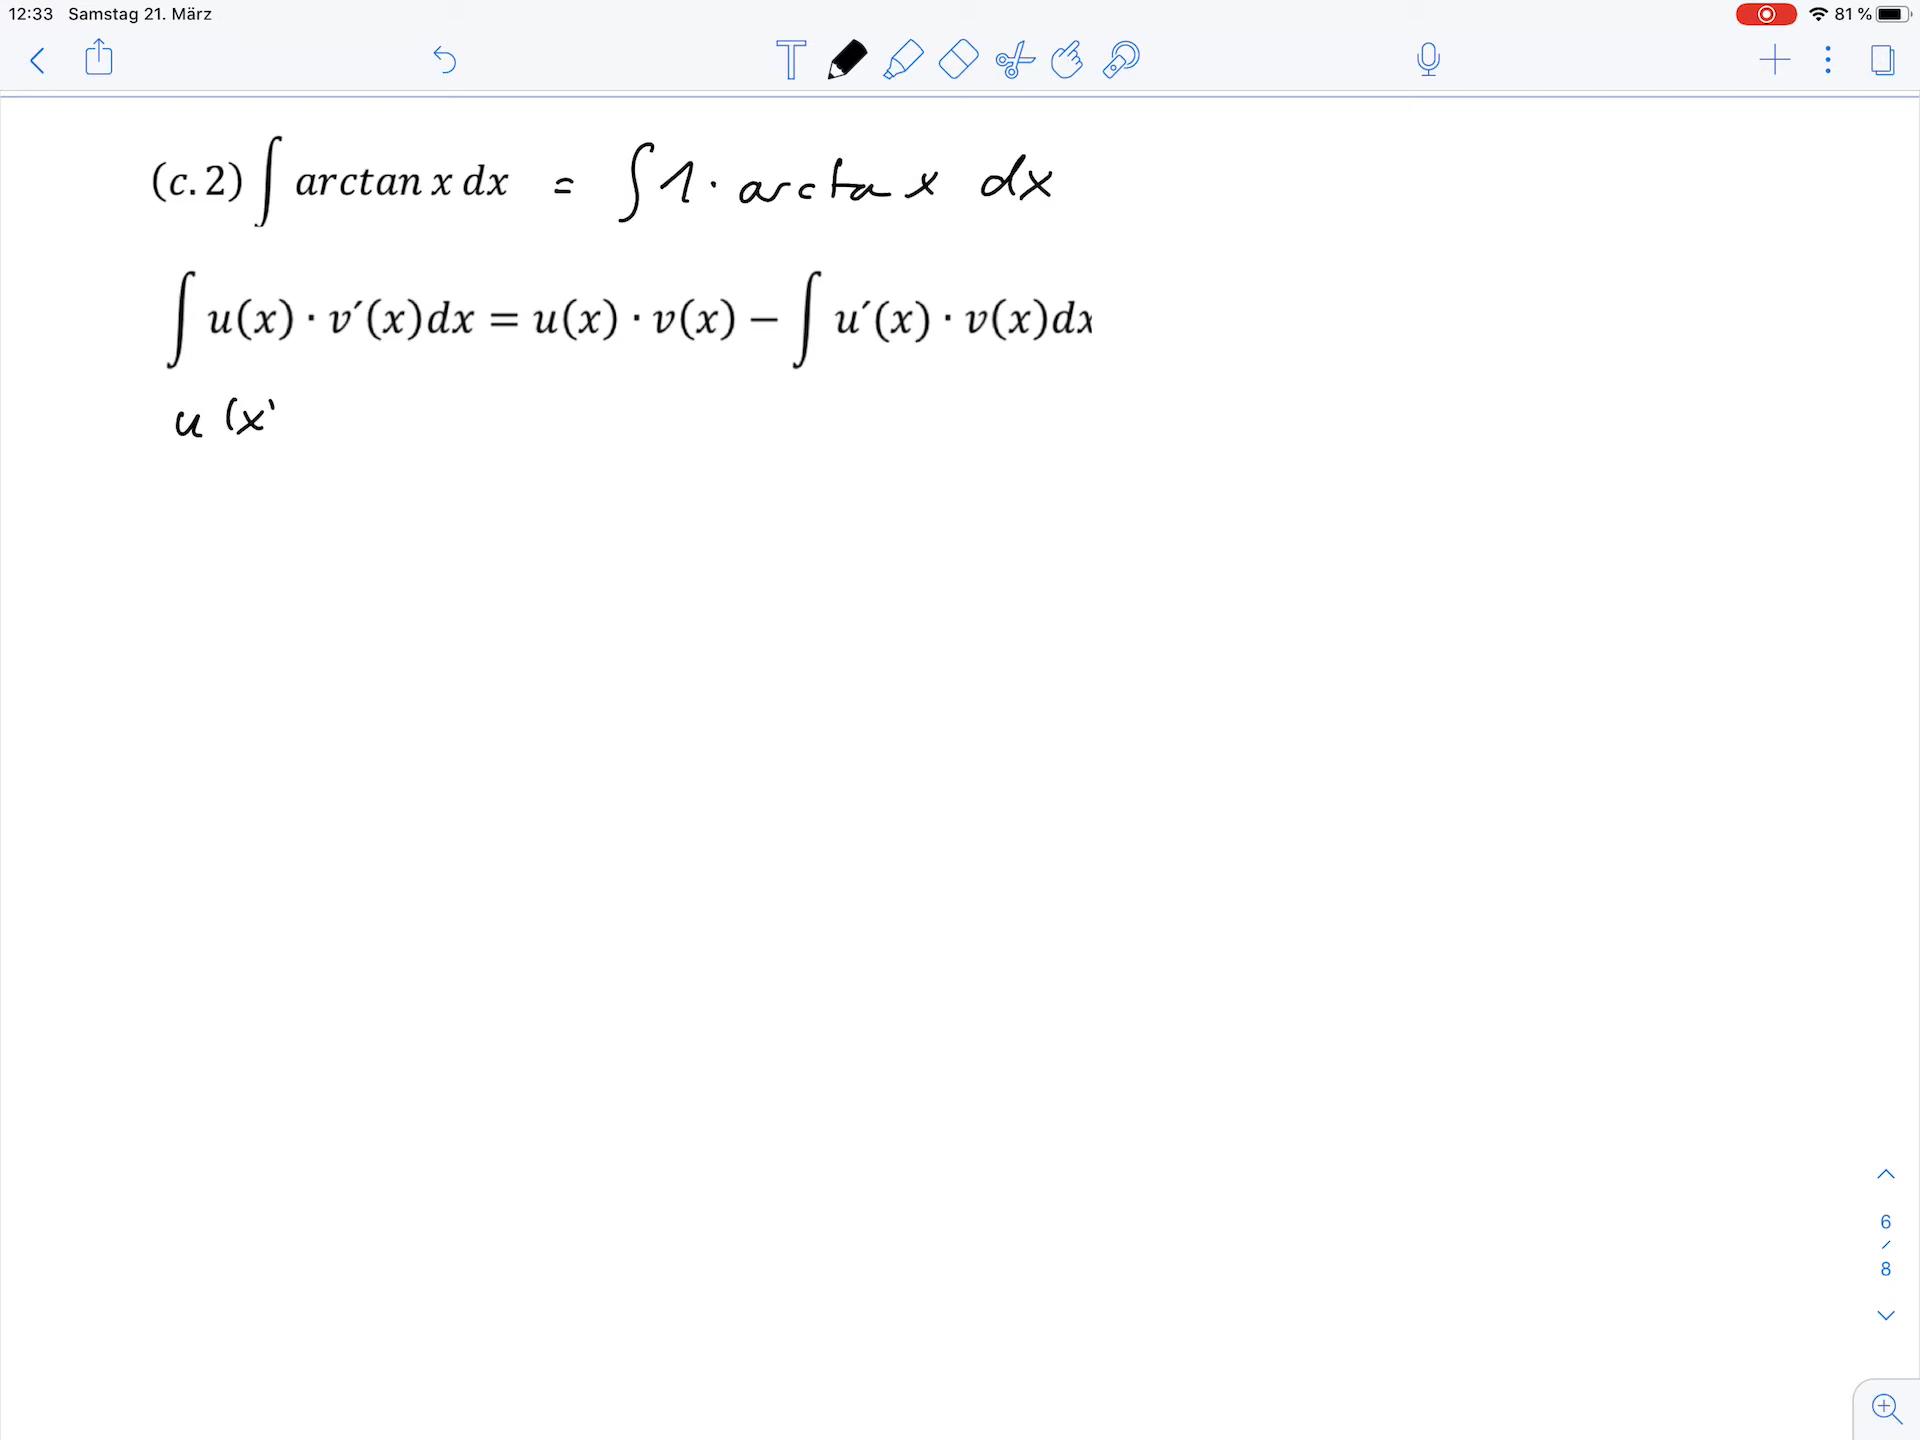 12:33 Samstag 21. März 81 %
(c. 2) ∫ arctan x dx = ∫ 1 · arctan x dx
∫ u(x) · v´(x)dx = u(x) · v(x) − ∫ u´(x) · v(x)dx
u (x)
6
/
8